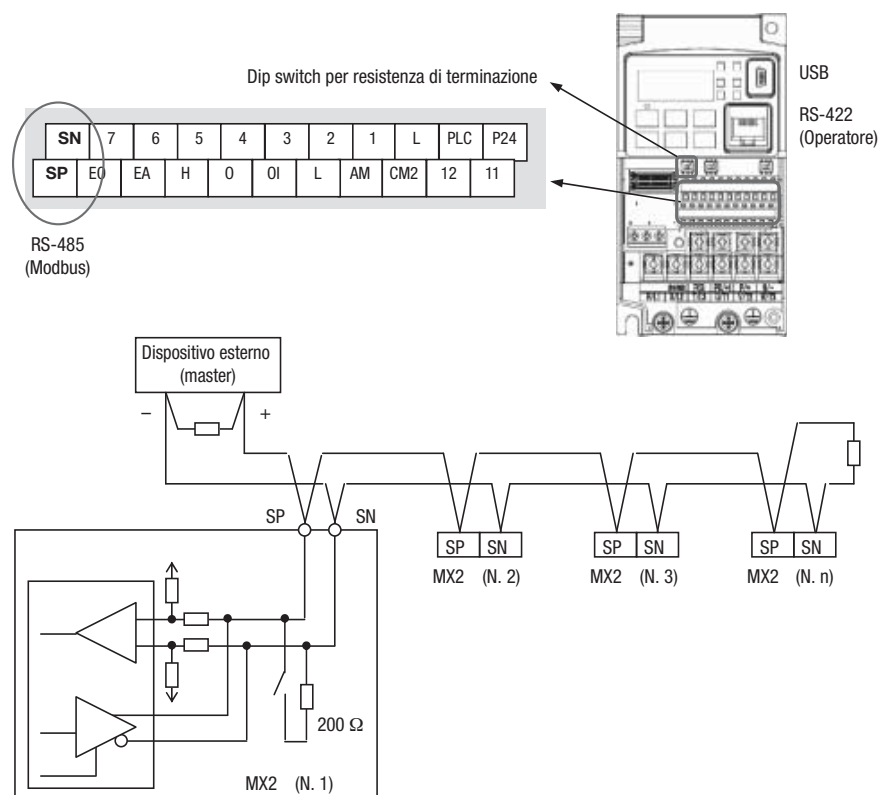 Dip switch per resistenza di terminazione
USB
RS-422
(Operatore)
SN 7 6 5 4 3 2 1 L PLC P24
SP EO EA H O OI L AM CM2 12 11
RS-485
(Modbus)
Dispositivo esterno
(master)
– +
SP SN
SP SN SP SN SP SN
MX2 (N. 2) MX2 (N. 3) MX2 (N. n)
200 Ω
MX2 (N. 1)